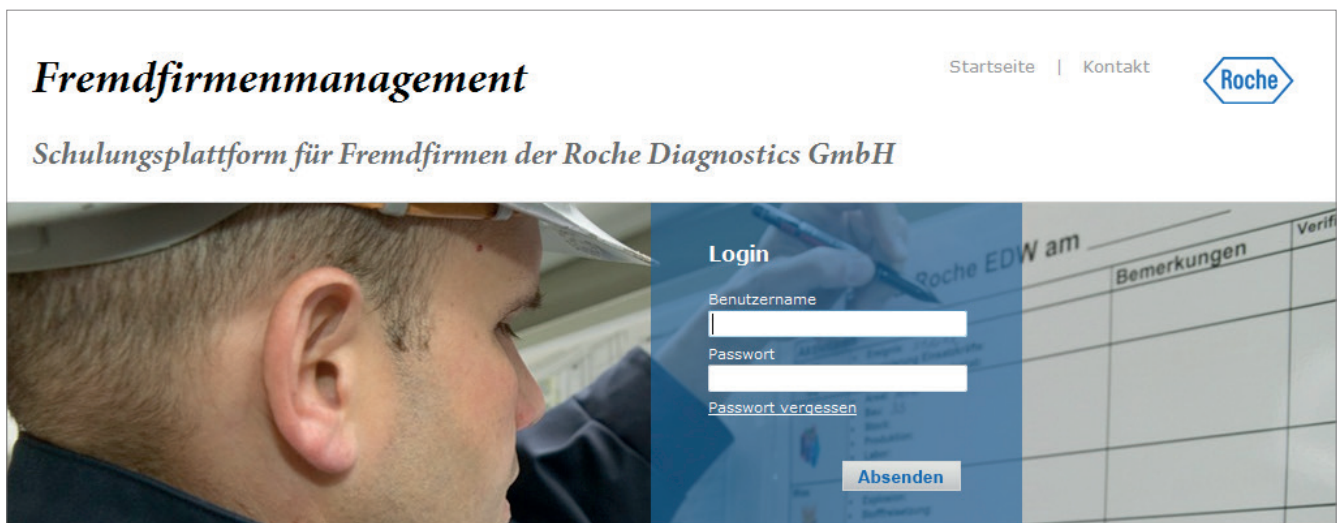 Fremdfirmenmanagement
Startseite | Kontakt
Roche
Schulungsplattform für Fremdfirmen der Roche Diagnostics GmbH
Login
Benutzername
Passwort
Passwort vergessen
Absenden
Roche EDW am
Bemerkungen